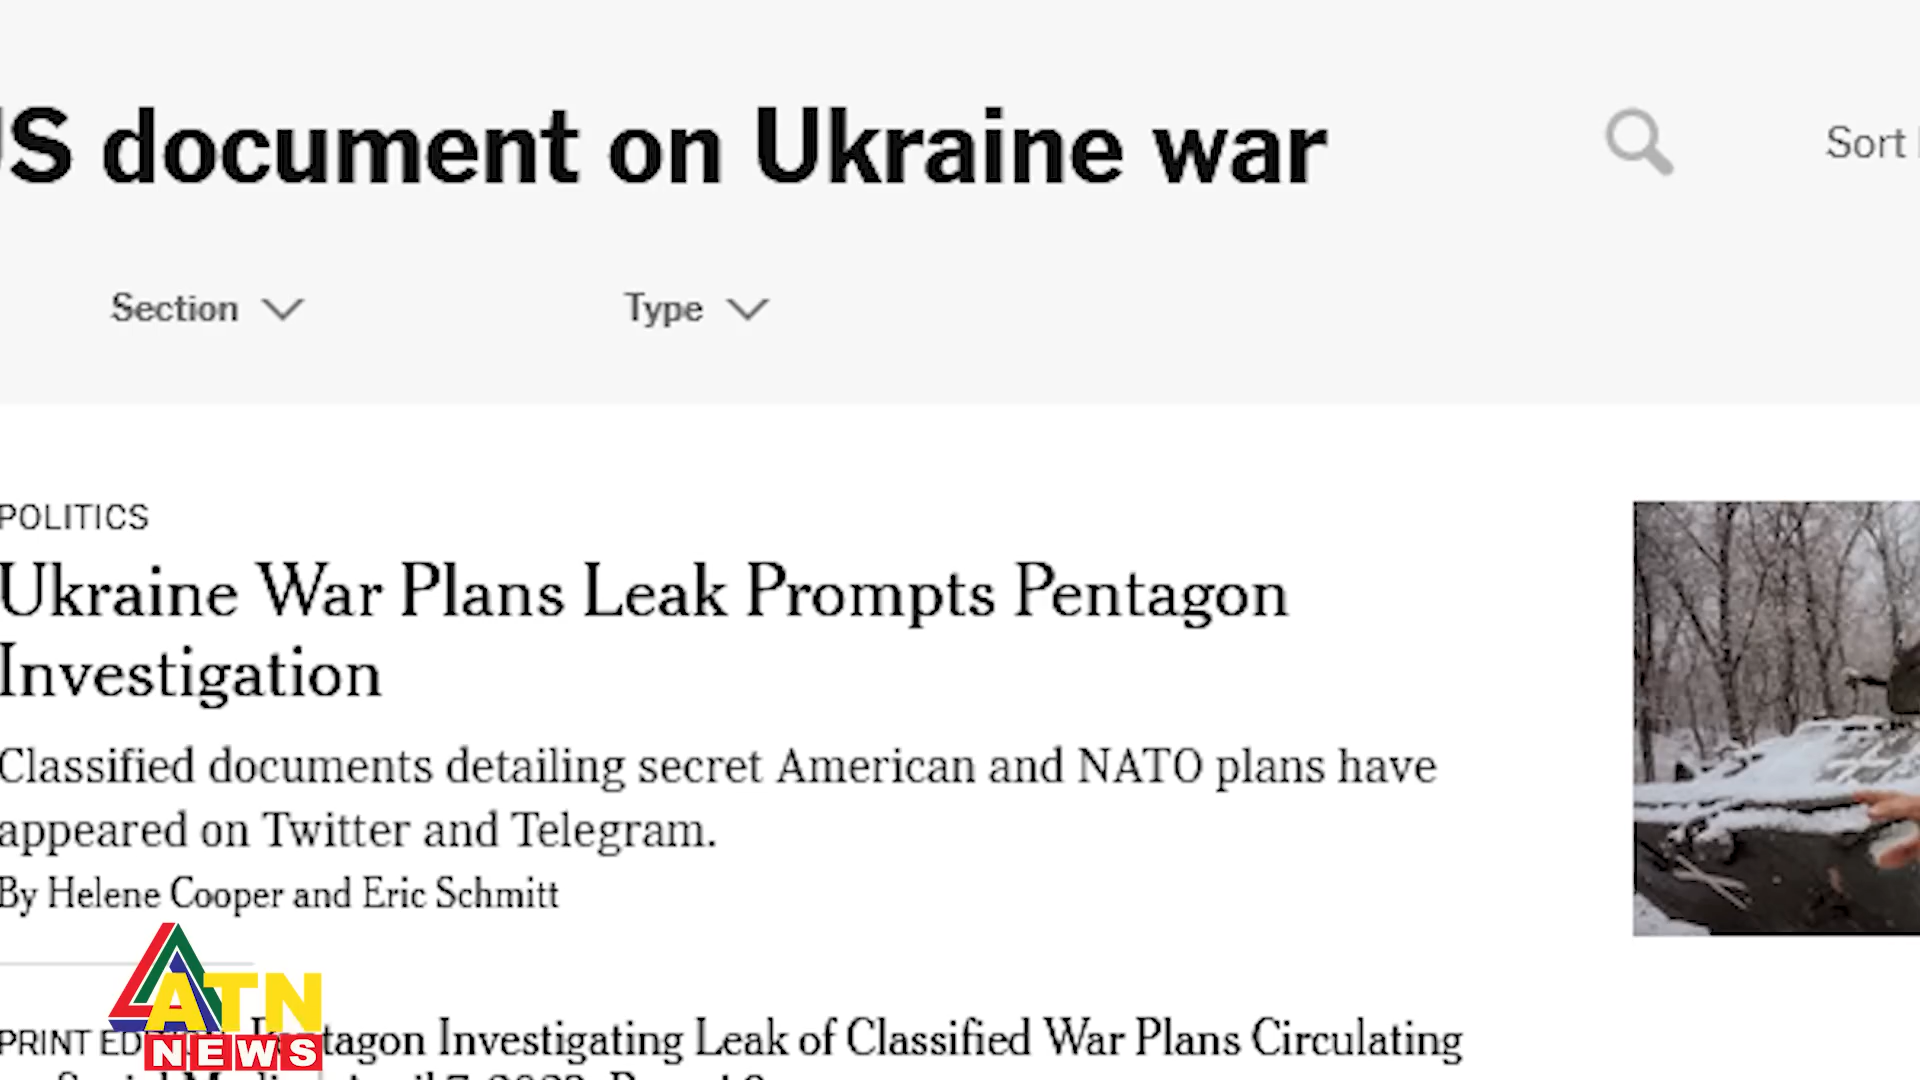 US document on Ukraine war
Sort
Section
Type
POLITICS
Ukraine War Plans Leak Prompts Pentagon
Investigation
Classified documents detailing secret American and NATO plans have
appeared on Twitter and Telegram.
By Helene Cooper and Eric Schmitt
ATN
NEWS
PRINT Pentagon Investigating Leak of Classified War Plans Circulating